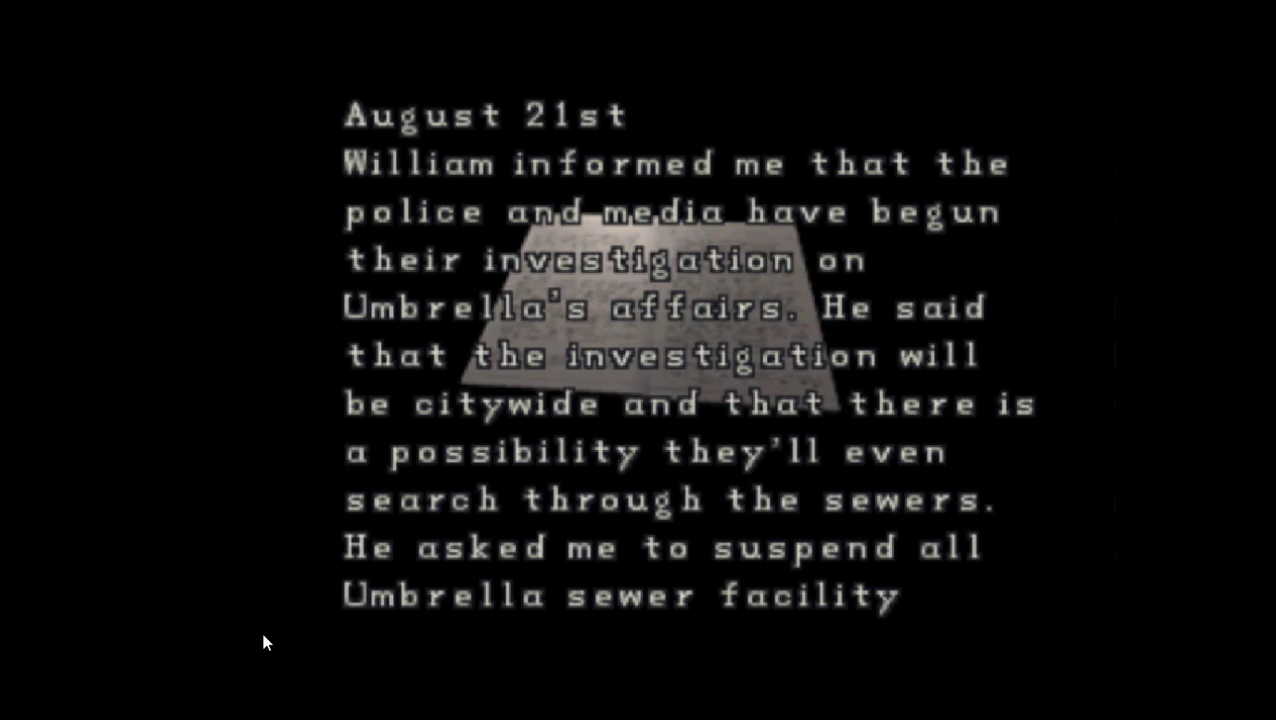 August 21st
William informed me that the
police and media have begun
their investigation on
Umbrella's affairs. He said
that the investigation will
be citywide and that there is
a possibility they'll even
search through the sewers.
He asked me to suspend all
Umbrella sewer facility